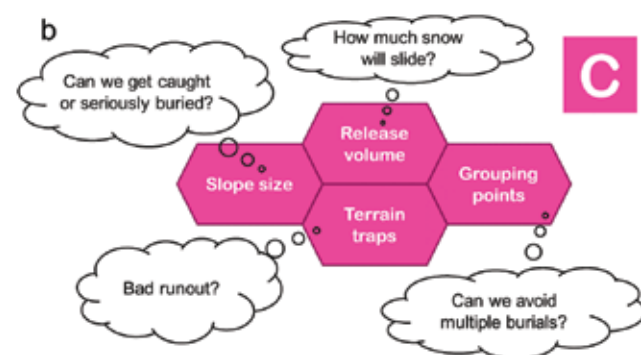 b
How much snow
will slide?
C
Can we get caught
or seriously buried?
Release
volume
Slope size
Grouping
points
Terrain
traps
Bad runout?
Can we avoid
multiple burials?